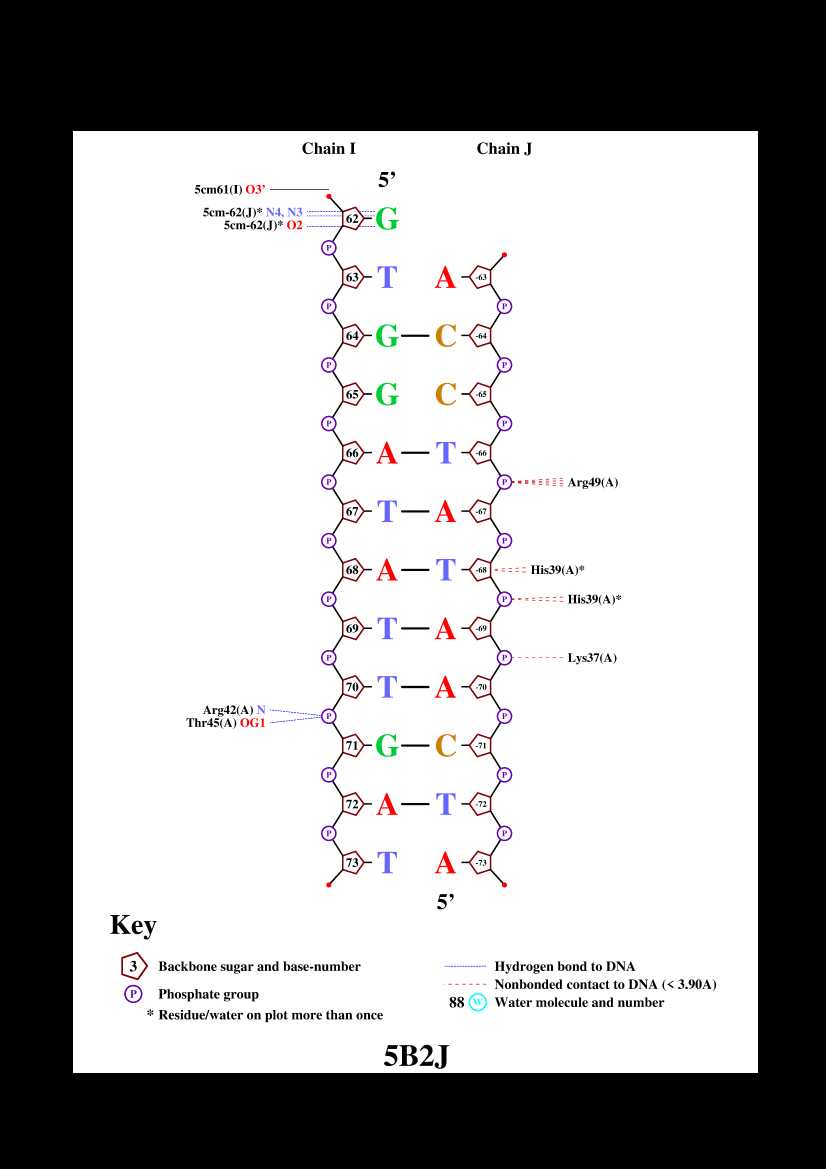 Chain I Chain J
5'
5cm61(I) O3'
5cm-62(J)* N4, N3
5cm-62(J)* O2
62 G
P
63 T A -63
P P
64 G C -64
P P
65 G C -65
P P
66 A T -66
P P Arg49(A)
67 T A -67
P P
68 A T -68 His39(A)*
P P His39(A)*
69 T A -69
P P Lys37(A)
70 T A -70
Arg42(A) N
P P
Thr45(A) OG1
71 G C -71
P P
72 A T -72
P P
73 T A -73
5'
Key
3 Backbone sugar and base-number
P Phosphate group
* Residue/water on plot more than once
Hydrogen bond to DNA
Nonbonded contact to DNA (< 3.90A)
88 W Water molecule and number
5B2J